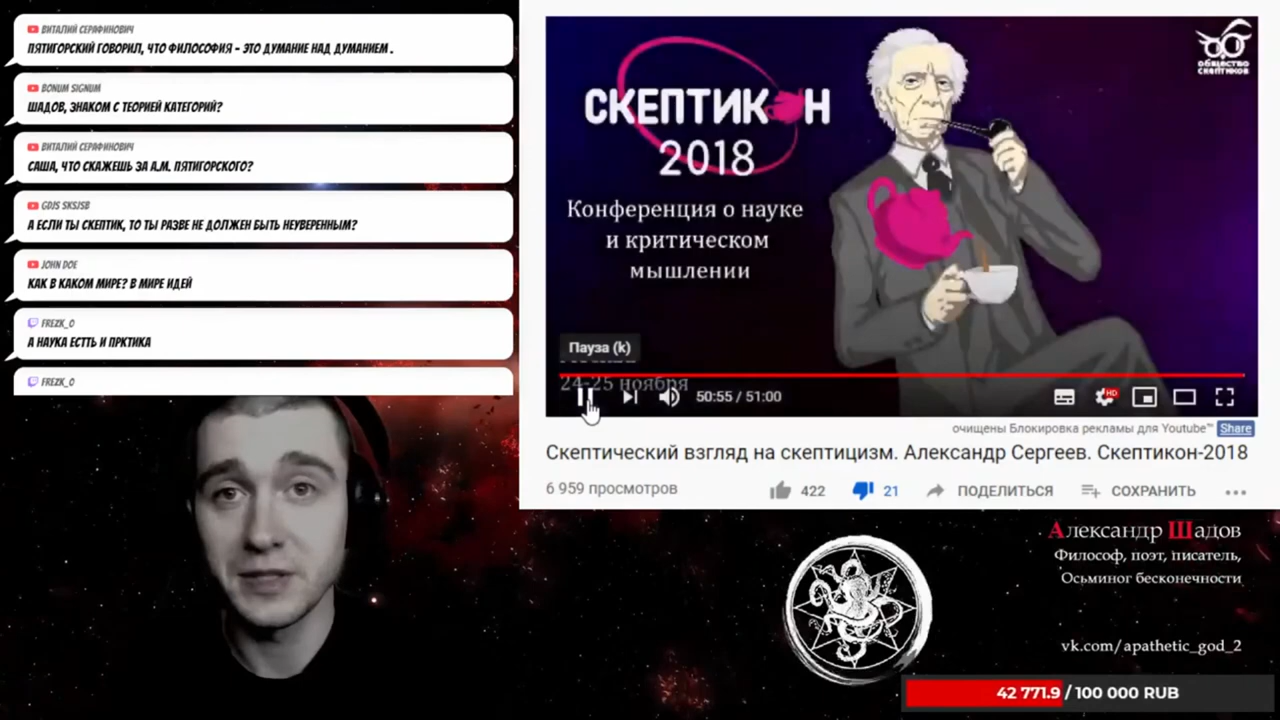 ВИТАЛИЙ СЕРАФИНОВИЧ
ПЯТИГОРСКИЙ ГОВОРИЛ, ЧТО ФИЛОСОФИЯ - ЭТО ДУМАНИЕ НАД ДУМАНИЕМ .
BONUM SIGNUM
ШАДОВ, ЗНАКОМ С ТЕОРИЕЙ КАТЕГОРИЙ?
ВИТАЛИЙ СЕРАФИНОВИЧ
САША, ЧТО СКАЖЕШЬ ЗА А.М. ПЯТИГОРСКОГО?
GDJS SKSJSB
А ЕСЛИ ТЫ СКЕПТИК, ТО ТЫ РАЗВЕ НЕ ДОЛЖЕН БЫТЬ НЕУВЕРЕННЫМ?
JOHN DOE
КАК В КАКОМ МИРЕ? В МИРЕ ИДЕЙ
FREZK_O
А НАУКА ЕСТТЬ И ПРКТИКА
FREZK_O
СКЕПТИКОН
2018
Конференция о науке
и критическом
мышлении
общество
скептиков
Пауза (k)
24-25 ноября
50:55 / 51:00
HD
очищены Блокировка рекламы для Youtube™ Share
Скептический взгляд на скептицизм. Александр Сергеев. Скептикон-2018
6 959 просмотров
422
21
ПОДЕЛИТЬСЯ
СОХРАНИТЬ
Александр Шадов
Философ, поэт, писатель,
Осьминог бесконечности
vk.com/apathetic_god_2
42 771.9 / 100 000 RUB